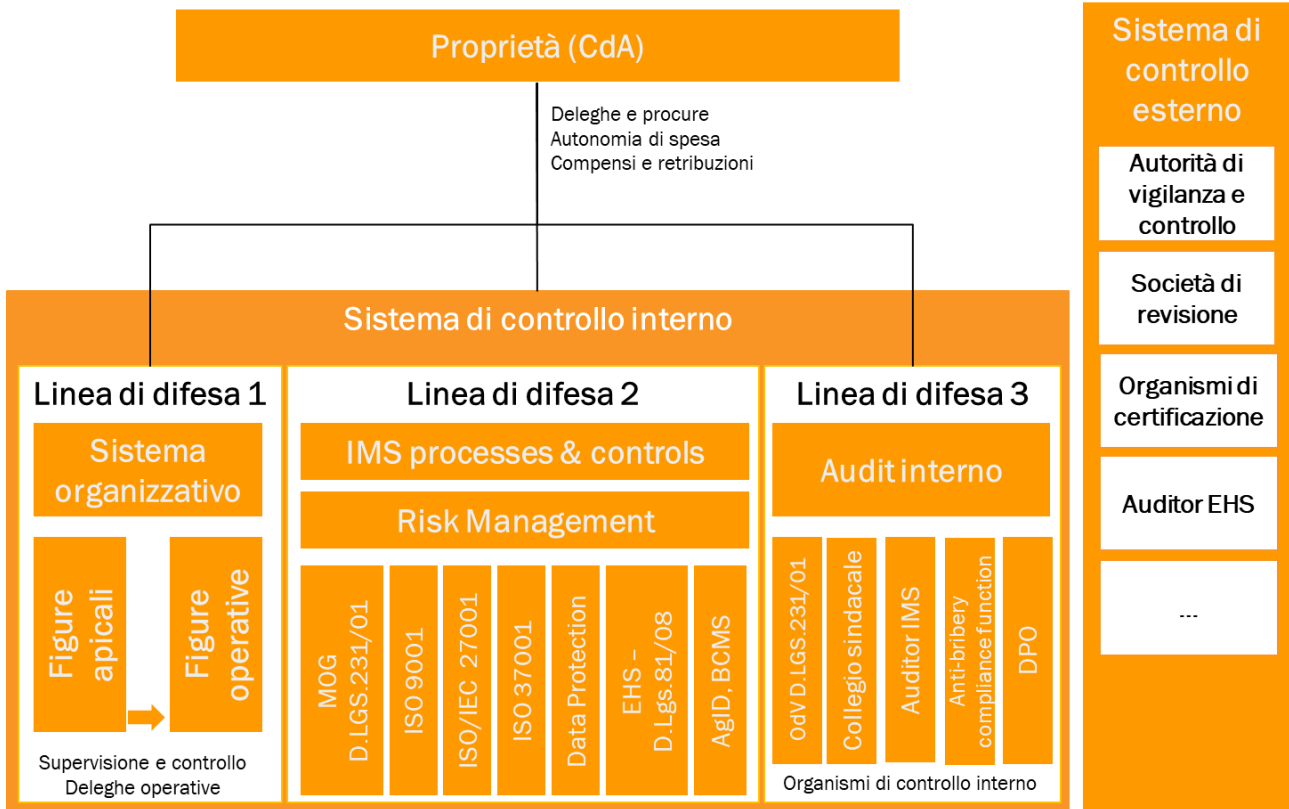 Proprietà (CdA)
Deleghe e procure
Autonomia di spesa
Compensi e retribuzioni
Sistema di controllo interno
Linea di difesa 1
Sistema
organizzativo
Figure
apicali
Figure
operative
Supervisione e controllo
Deleghe operative
Linea di difesa 2
IMS processes & controls
Risk Management
MOG
D.LGS.231/01
ISO 9001
ISO/IEC 27001
ISO 37001
Data Protection
EHS –
D.Lgs.81/08
AgID, BCMS
Linea di difesa 3
Audit interno
OdV D.LGS.231/01
Collegio sindacale
Auditor IMS
Anti-bribery
compliance function
DPO
Organismi di controllo interno
Sistema di
controllo
esterno
Autorità di
vigilanza e
controllo
Società di
revisione
Organismi di
certificazione
Auditor EHS
...